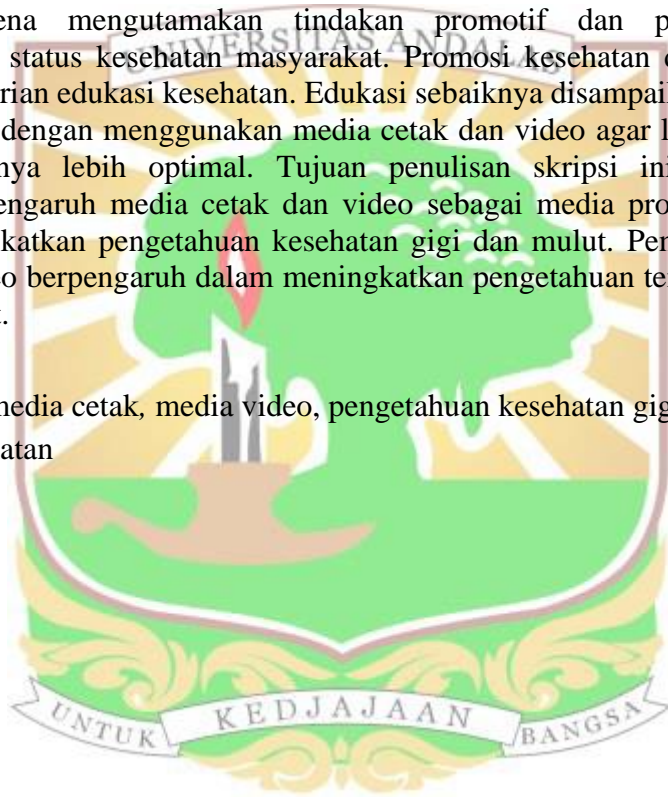 ena mengutamakan tindakan promotif dan p
UNIVERSITAS ANDALAS
status kesehatan masyarakat. Promosi kesehatan
rian edukasi kesehatan. Edukasi sebaiknya disampai
dengan menggunakan media cetak dan video agar l
nya lebih optimal. Tujuan penulisan skripsi ini
engaruh media cetak dan video sebagai media pro
katkan pengetahuan kesehatan gigi dan mulut. Pen
eo berpengaruh dalam meningkatkan pengetahuan te
media cetak, media video, pengetahuan kesehatan gig
atan
UNTUK KEDJAJAAN BANGSA